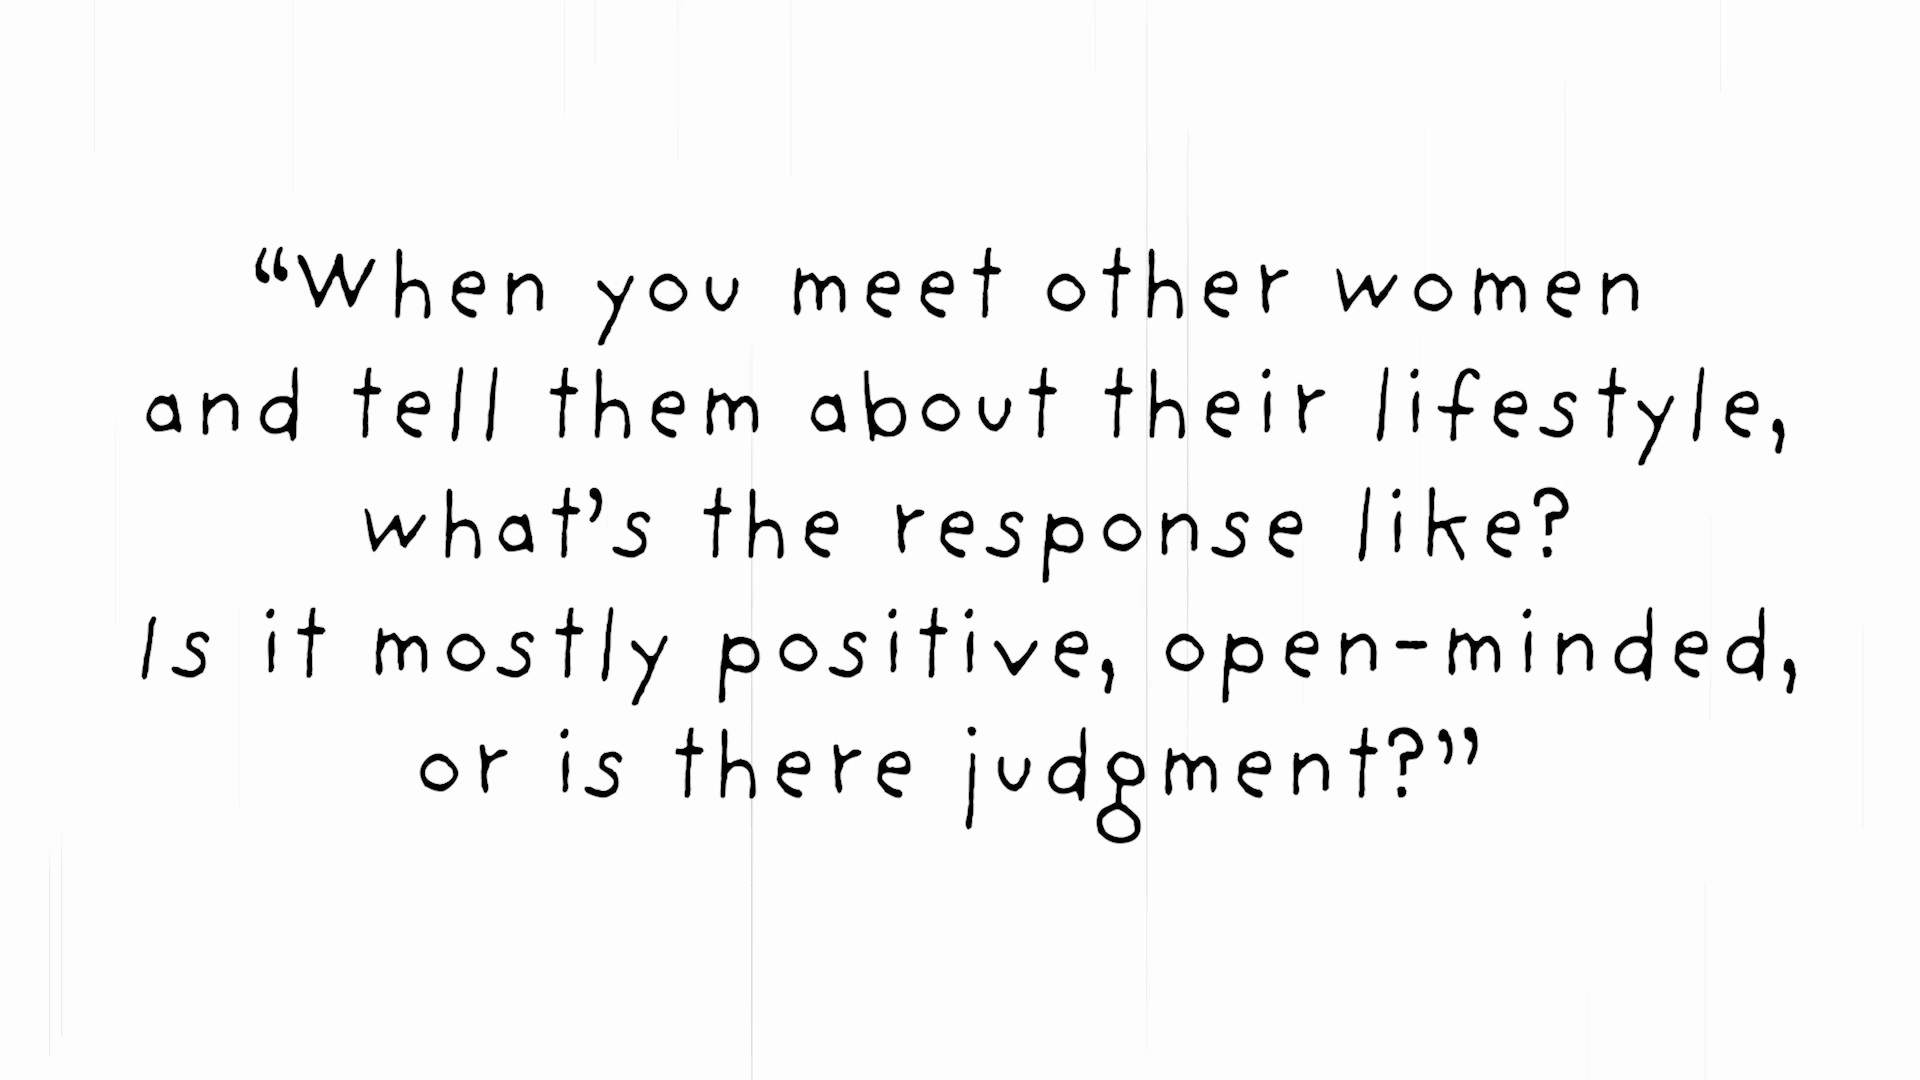 “When you meet other women
and tell them about their lifestyle,
what’s the response like?
Is it mostly positive, open-minded,
or is there judgment?”